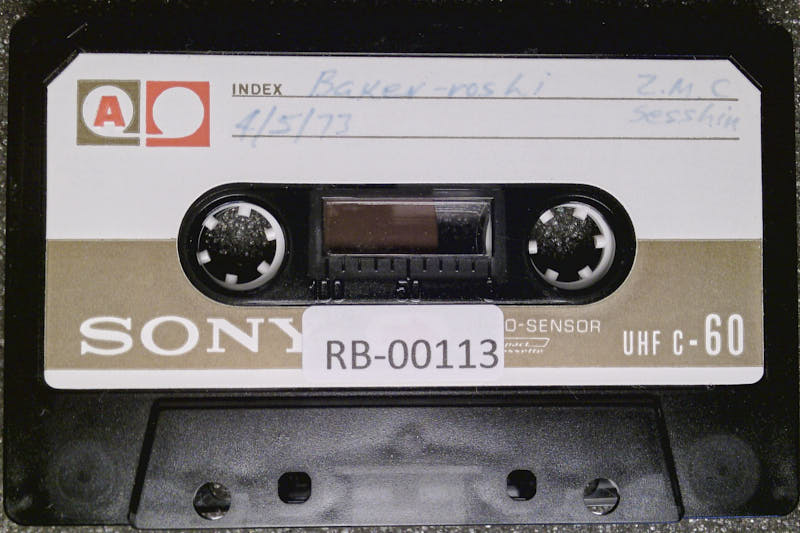 A
INDEX Baker-roshi Z.M.C
4/5/73 Sesshin
100 50
SONY
O-SENSOR
UHF C-60
RB-00113